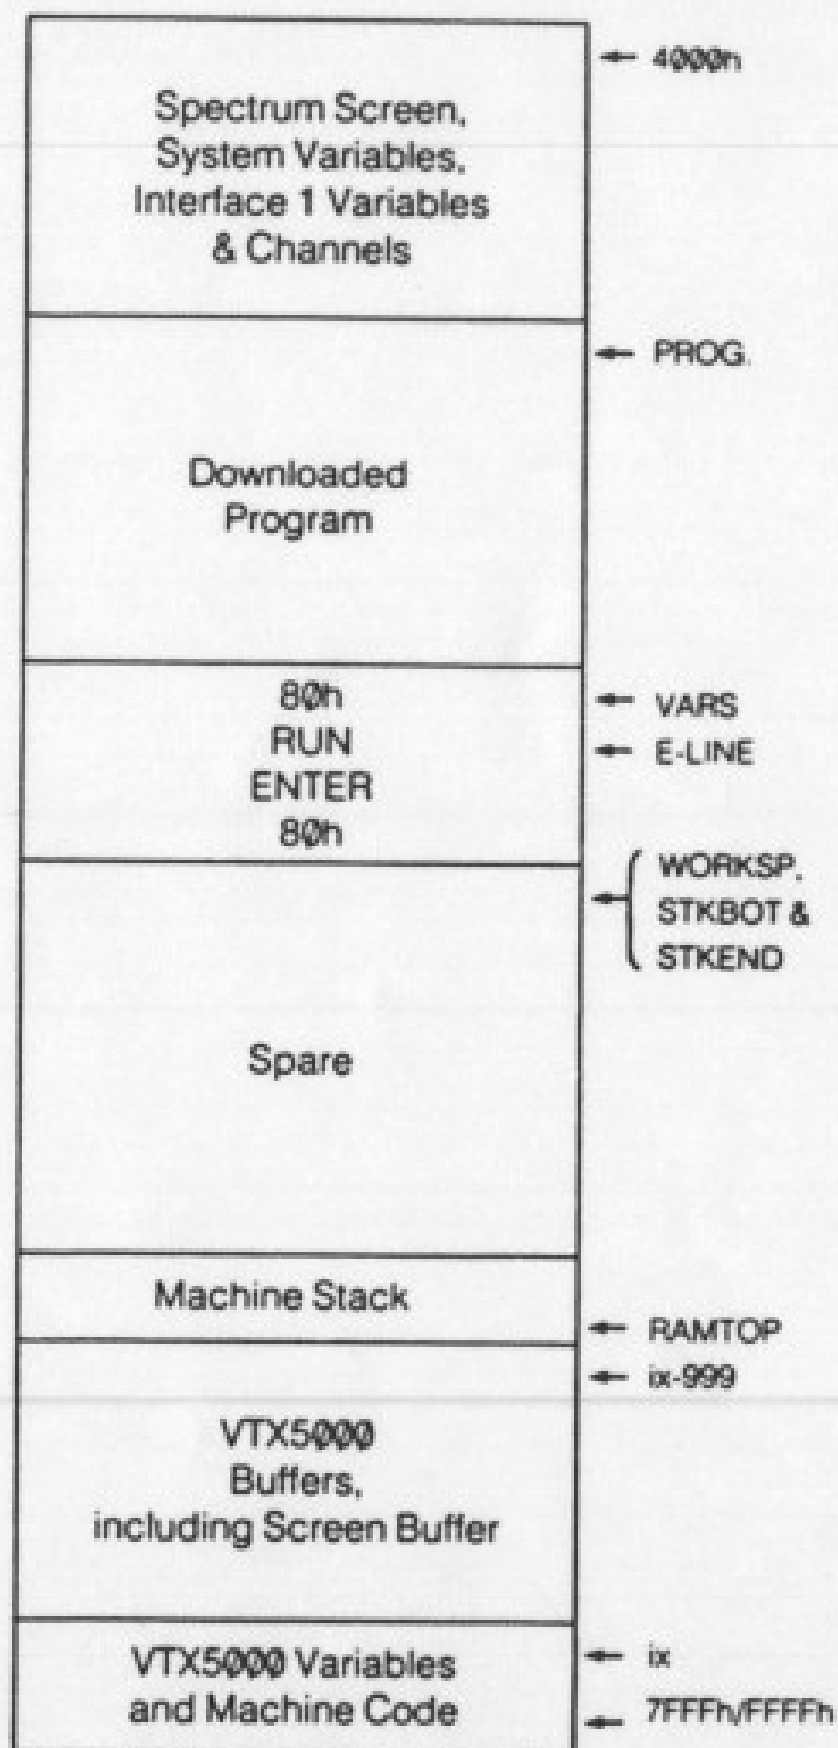 4000h
Spectrum Screen,
System Variables,
Interface 1 Variables
& Channels
PROG.
Downloaded
Program
80h
VARS
RUN
E-LINE
ENTER
80h
WORKSP,
STKBOT &
STKEND
Spare
Machine Stack
RAMTOP
ix-999
VTX5000
Buffers,
including Screen Buffer
VTX5000 Variables
ix
and Machine Code
7FFFh/FFFFh